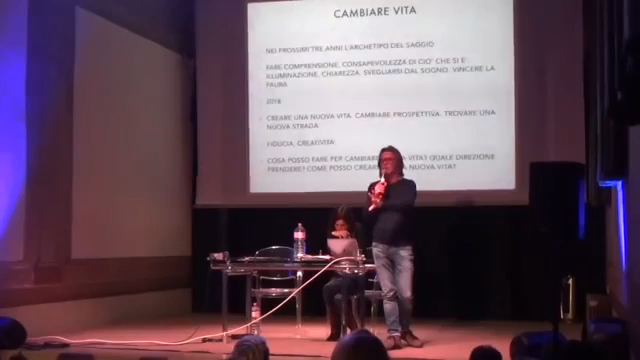 CAMBIARE VITA
NEI PROSSIMI TRE ANNI L'ARCHETIPO DEL SAGGIO
FARE COMPRENSIONE, CONSAPEVOLEZZA DI CIO' CHE SI E'
ILLUMINAZIONE, CHIAREZZA. SVEGLIARSI DAL SOGNO. VINCERE LA
PAURA
2018
CREARE UNA NUOVA VITA. CAMBIARE PROSPETTIVA. TROVARE UNA
NUOVA STRADA
FIDUCIA, CREATIVITA'
COSA POSSO FARE PER CAMBIARE VITA? QUALE DIREZIONE
PRENDERE? COME POSSO CREARE NUOVA VITA?